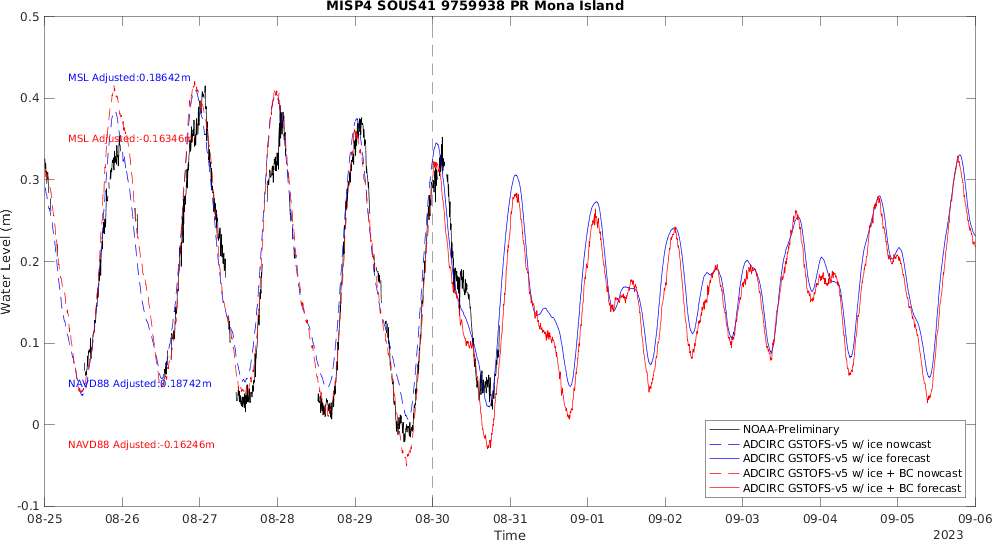 MISP4 SOUS41 9759938 PR Mona Island
0.5
0.4
0.3
0.2
0.1
0
-0.1
Water Level (m)
MSL Adjusted:0.18642m
MSL Adjusted:-0.16346m
NAVD88 Adjusted:0.18742m
NAVD88 Adjusted:-0.16246m
NOAA-Preliminary
ADCIRC GSTOFS-v5 w/ ice nowcast
ADCIRC GSTOFS-v5 w/ ice forecast
ADCIRC GSTOFS-v5 w/ ice + BC nowcast
ADCIRC GSTOFS-v5 w/ ice + BC forecast
08-25 08-26 08-27 08-28 08-29 08-30 08-31 09-01 09-02 09-03 09-04 09-05 09-06
Time
2023